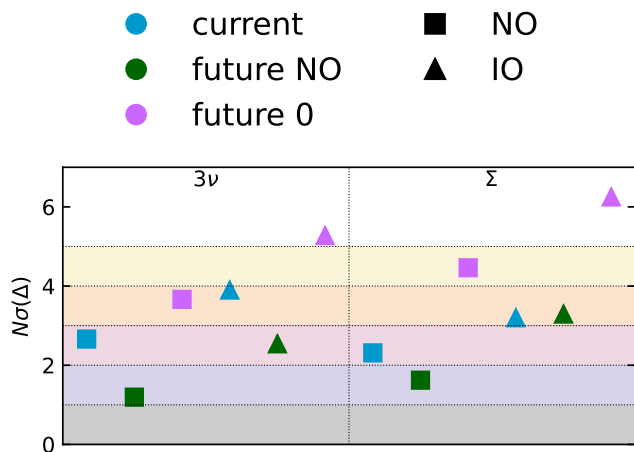 current
future NO
future 0
NO
IO
3ν
Σ
Nσ(Δ)
6
4
2
0